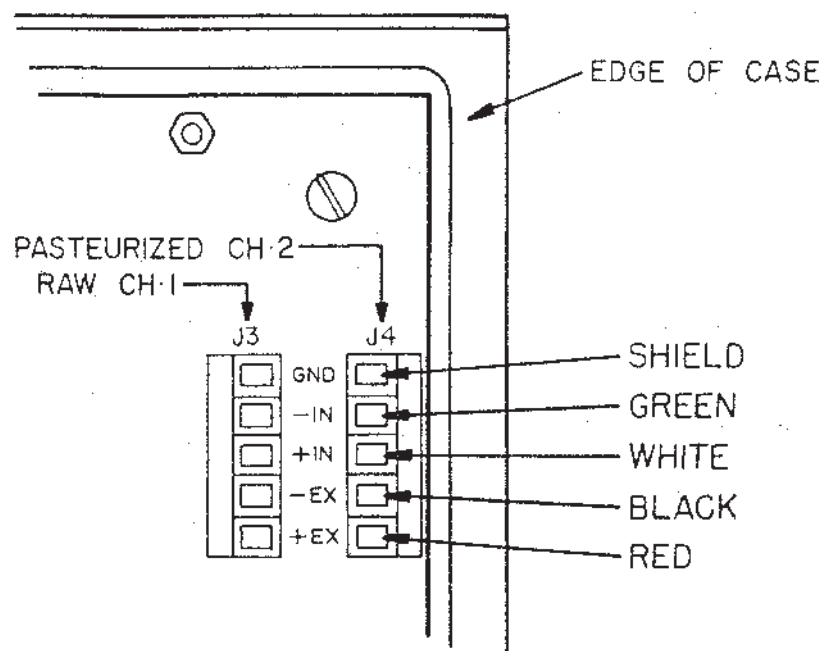 EDGE OF CASE
PASTEURIZED CH·2
RAW CH·1
J3
J4
GND
-IN
+IN
-EX
+EX
SHIELD
GREEN
WHITE
BLACK
RED